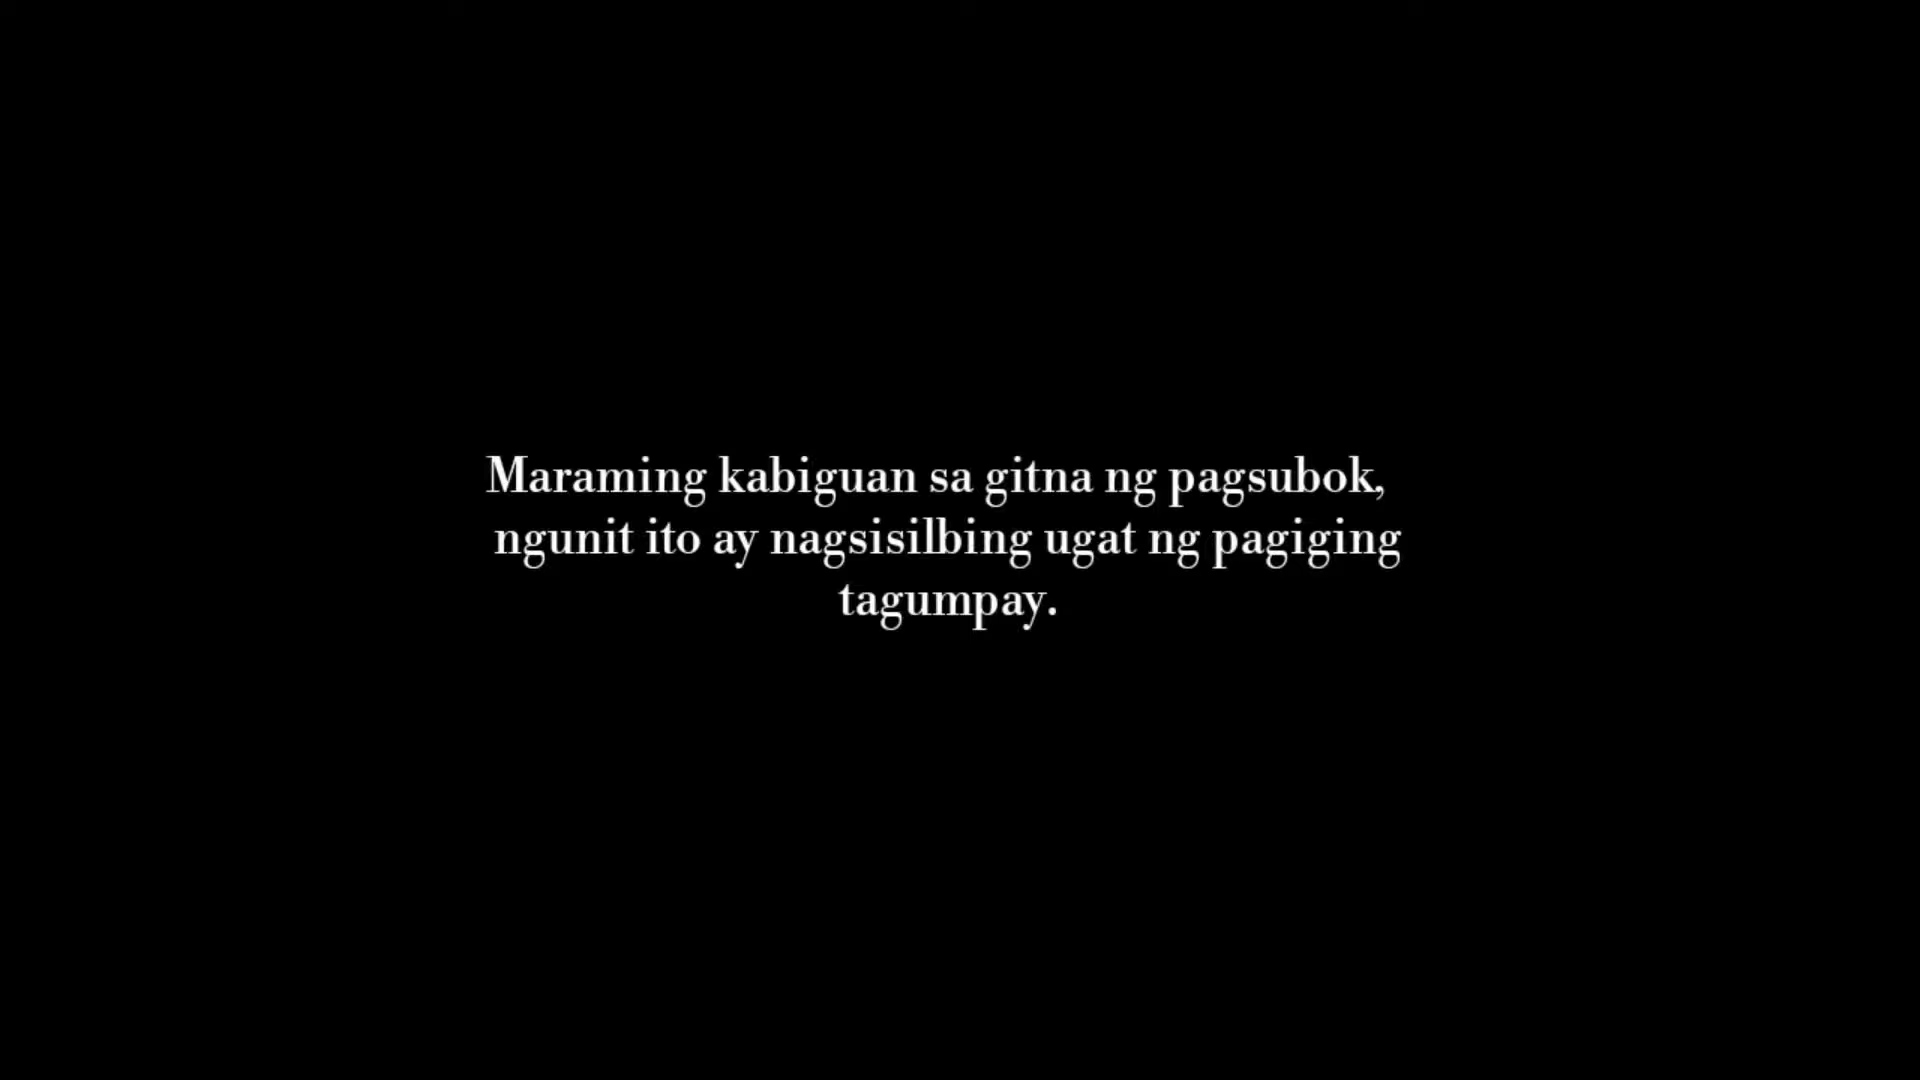 Maraming kabiguan sa gitna ng pagsubok,
ngunit ito ay nagsisilbing ugat ng pagiging
tagumpay.